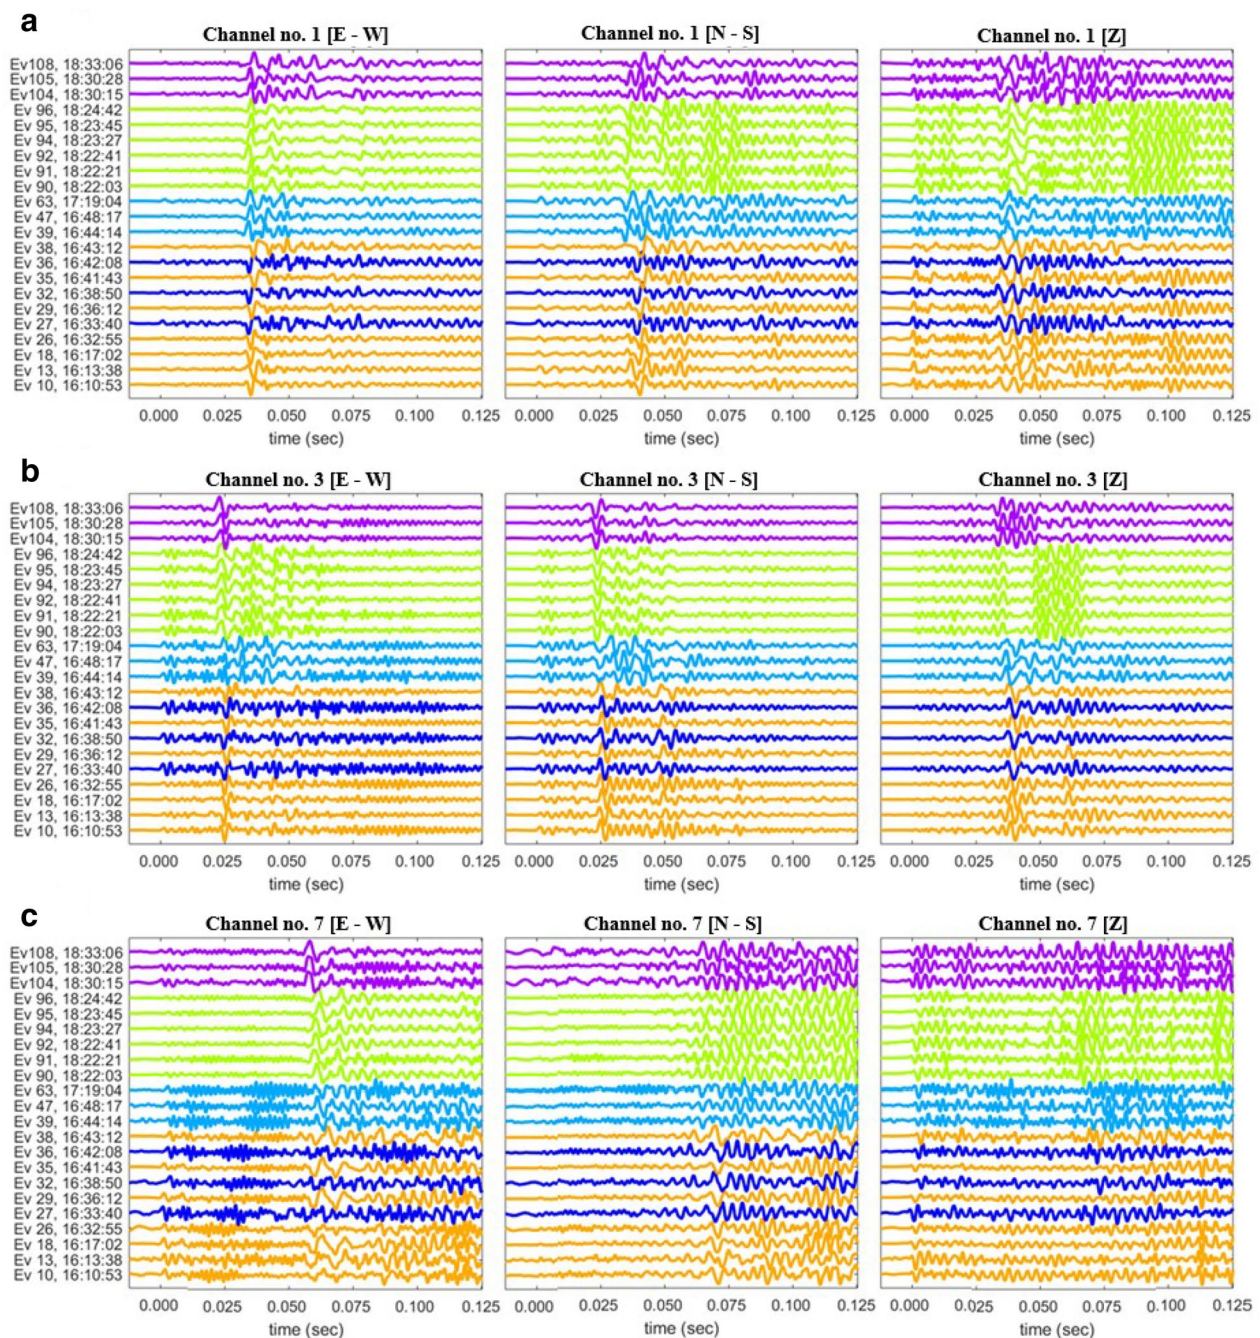 a
Channel no. 1 [E - W]
Channel no. 1 [N - S]
Channel no. 1 [Z]
Ev108, 18:33:06
Ev105, 18:30:28
Ev104, 18:30:15
Ev 96, 18:24:42
Ev 95, 18:23:45
Ev 94, 18:23:27
Ev 92, 18:22:41
Ev 91, 18:22:21
Ev 90, 18:22:03
Ev 63, 17:19:04
Ev 47, 16:48:17
Ev 39, 16:44:14
Ev 38, 16:43:12
Ev 36, 16:42:08
Ev 35, 16:41:43
Ev 32, 16:38:50
Ev 29, 16:36:12
Ev 27, 16:33:40
Ev 26, 16:32:55
Ev 18, 16:17:02
Ev 13, 16:13:38
Ev 10, 16:10:53
0.000 0.025 0.050 0.075 0.100 0.125
0.000 0.025 0.050 0.075 0.100 0.125
0.000 0.025 0.050 0.075 0.100 0.125
time (sec)
time (sec)
time (sec)
b
Channel no. 3 [E - W]
Channel no. 3 [N - S]
Channel no. 3 [Z]
Ev108, 18:33:06
Ev105, 18:30:28
Ev104, 18:30:15
Ev 96, 18:24:42
Ev 95, 18:23:45
Ev 94, 18:23:27
Ev 92, 18:22:41
Ev 91, 18:22:21
Ev 90, 18:22:03
Ev 63, 17:19:04
Ev 47, 16:48:17
Ev 39, 16:44:14
Ev 38, 16:43:12
Ev 36, 16:42:08
Ev 35, 16:41:43
Ev 32, 16:38:50
Ev 29, 16:36:12
Ev 27, 16:33:40
Ev 26, 16:32:55
Ev 18, 16:17:02
Ev 13, 16:13:38
Ev 10, 16:10:53
0.000 0.025 0.050 0.075 0.100 0.125
0.000 0.025 0.050 0.075 0.100 0.125
0.000 0.025 0.050 0.075 0.100 0.125
time (sec)
time (sec)
time (sec)
c
Channel no. 7 [E - W]
Channel no. 7 [N - S]
Channel no. 7 [Z]
Ev108, 18:33:06
Ev105, 18:30:28
Ev104, 18:30:15
Ev 96, 18:24:42
Ev 95, 18:23:45
Ev 94, 18:23:27
Ev 92, 18:22:41
Ev 91, 18:22:21
Ev 90, 18:22:03
Ev 63, 17:19:04
Ev 47, 16:48:17
Ev 39, 16:44:14
Ev 38, 16:43:12
Ev 36, 16:42:08
Ev 35, 16:41:43
Ev 32, 16:38:50
Ev 29, 16:36:12
Ev 27, 16:33:40
Ev 26, 16:32:55
Ev 18, 16:17:02
Ev 13, 16:13:38
Ev 10, 16:10:53
0.000 0.025 0.050 0.075 0.100 0.125
0.000 0.025 0.050 0.075 0.100 0.125
0.000 0.025 0.050 0.075 0.100 0.125
time (sec)
time (sec)
time (sec)